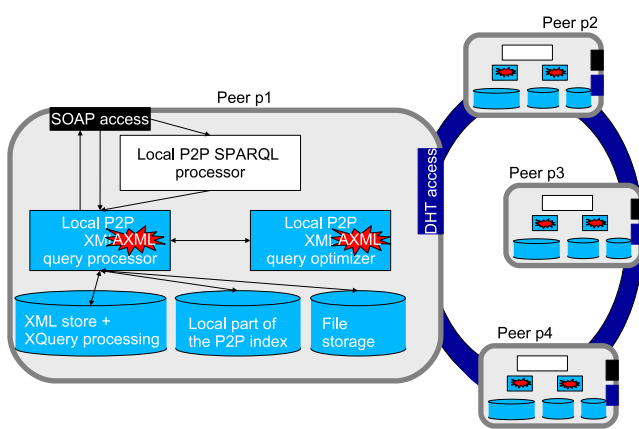 Peer p2
Peer p1
SOAP access
Local P2P SPARQL
processor
DHT access
Peer p3
Local P2P
XM AXML
query processor
Local P2P
XM AXML
query optimizer
XML store +
XQuery processing
Local part of
the P2P index
File
storage
Peer p4